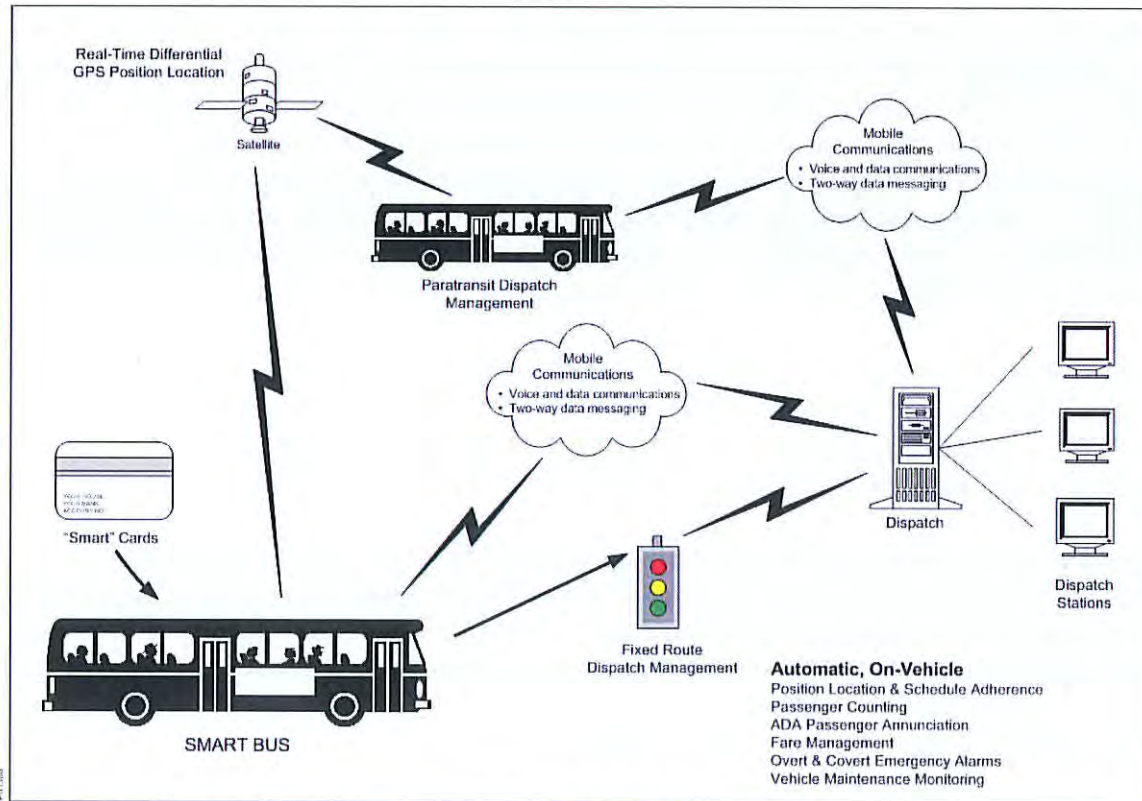 Real-Time Differential
GPS Position Location
Satellite
Mobile
Communications
• Voice and data communications
• Two-way data messaging
Paratransit Dispatch
Management
Mobile
Communications
• Voice and data communications
• Two-way data messaging
"Smart" Cards
Dispatch
Dispatch
Stations
Fixed Route
Dispatch Management
SMART BUS
Automatic, On-Vehicle
Position Location & Schedule Adherence
Passenger Counting
ADA Passenger Annunciation
Fare Management
Overt & Covert Emergency Alarms
Vehicle Maintenance Monitoring